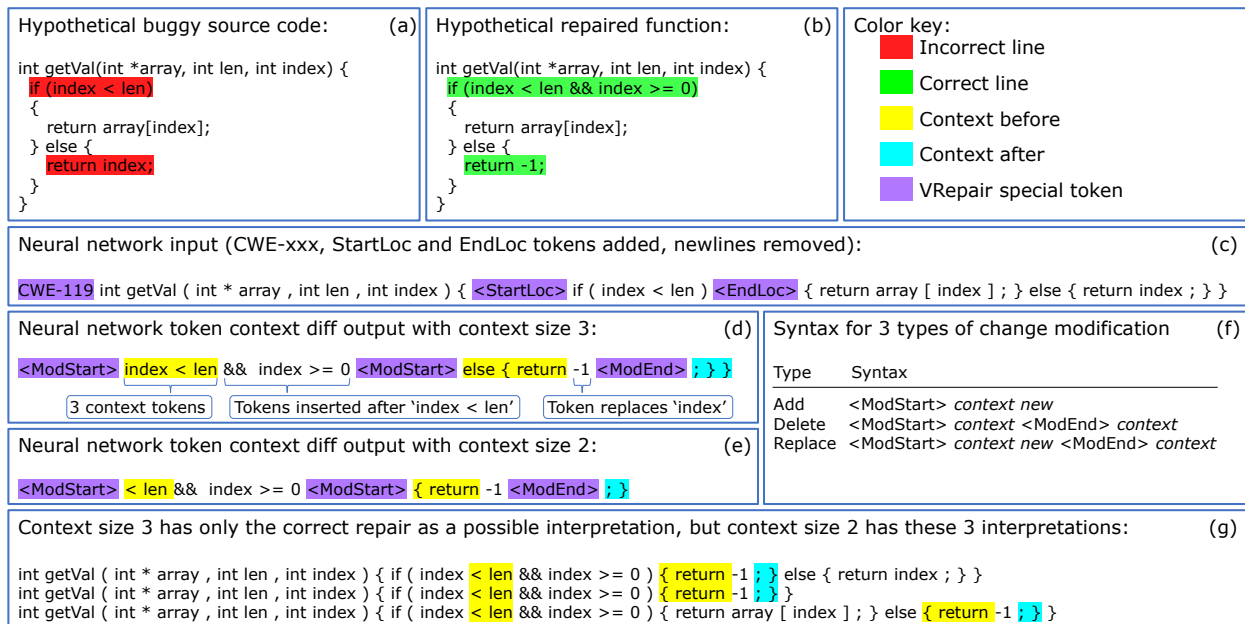 Hypothetical buggy source code: (a)
int getVal(int *array, int len, int index) {
if (index < len)
{
return array[index];
} else {
return index;
}
}
Hypothetical repaired function: (b)
int getVal(int *array, int len, int index) {
if (index < len && index >= 0)
{
return array[index];
} else {
return -1;
}
}
Color key:
Incorrect line
Correct line
Context before
Context after
VRepair special token
Neural network input (CWE-xxx, StartLoc and EndLoc tokens added, newlines removed): (c)
CWE-119 int getVal ( int * array , int len , int index ) { <StartLoc> if ( index < len ) <EndLoc> { return array [ index ] ; } else { return index ; } }
Neural network token context diff output with context size 3: (d)
<ModStart> index < len && index >= 0 <ModStart> else { return -1 <ModEnd> ; } }
3 context tokens Tokens inserted after ‘index < len’ Token replaces ‘index’
Neural network token context diff output with context size 2: (e)
<ModStart> < len && index >= 0 <ModStart> { return -1 <ModEnd> ; }
Syntax for 3 types of change modification (f)
Type Syntax
Add <ModStart> context new
Delete <ModStart> context <ModEnd> context
Replace <ModStart> context new <ModEnd> context
Context size 3 has only the correct repair as a possible interpretation, but context size 2 has these 3 interpretations: (g)
int getVal ( int * array , int len , int index ) { if ( index < len && index >= 0 ) { return -1 ; } else { return index ; } }
int getVal ( int * array , int len , int index ) { if ( index < len && index >= 0 ) { return -1 ; } }
int getVal ( int * array , int len , int index ) { if ( index < len && index >= 0 ) { return array [ index ] ; } else { return -1 ; } }